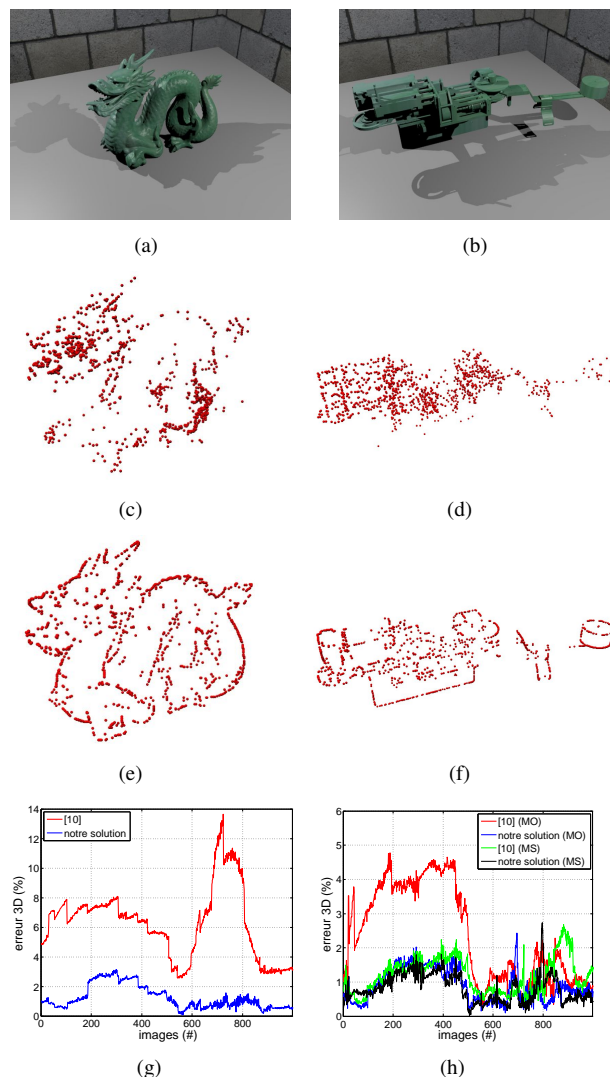 (a)
(b)
(c)
(d)
(e)
(f)
14
12
10
8
6
4
2
0
erreur 3D (%)
[10]
notre solution
0
200
400
600
800
images (#)
6
5
4
3
2
1
0
erreur 3D (%)
[10] (MO)
notre solution (MO)
[10] (MS)
notre solution (MS)
0
200
400
600
800
images (#)
(g)
(h)